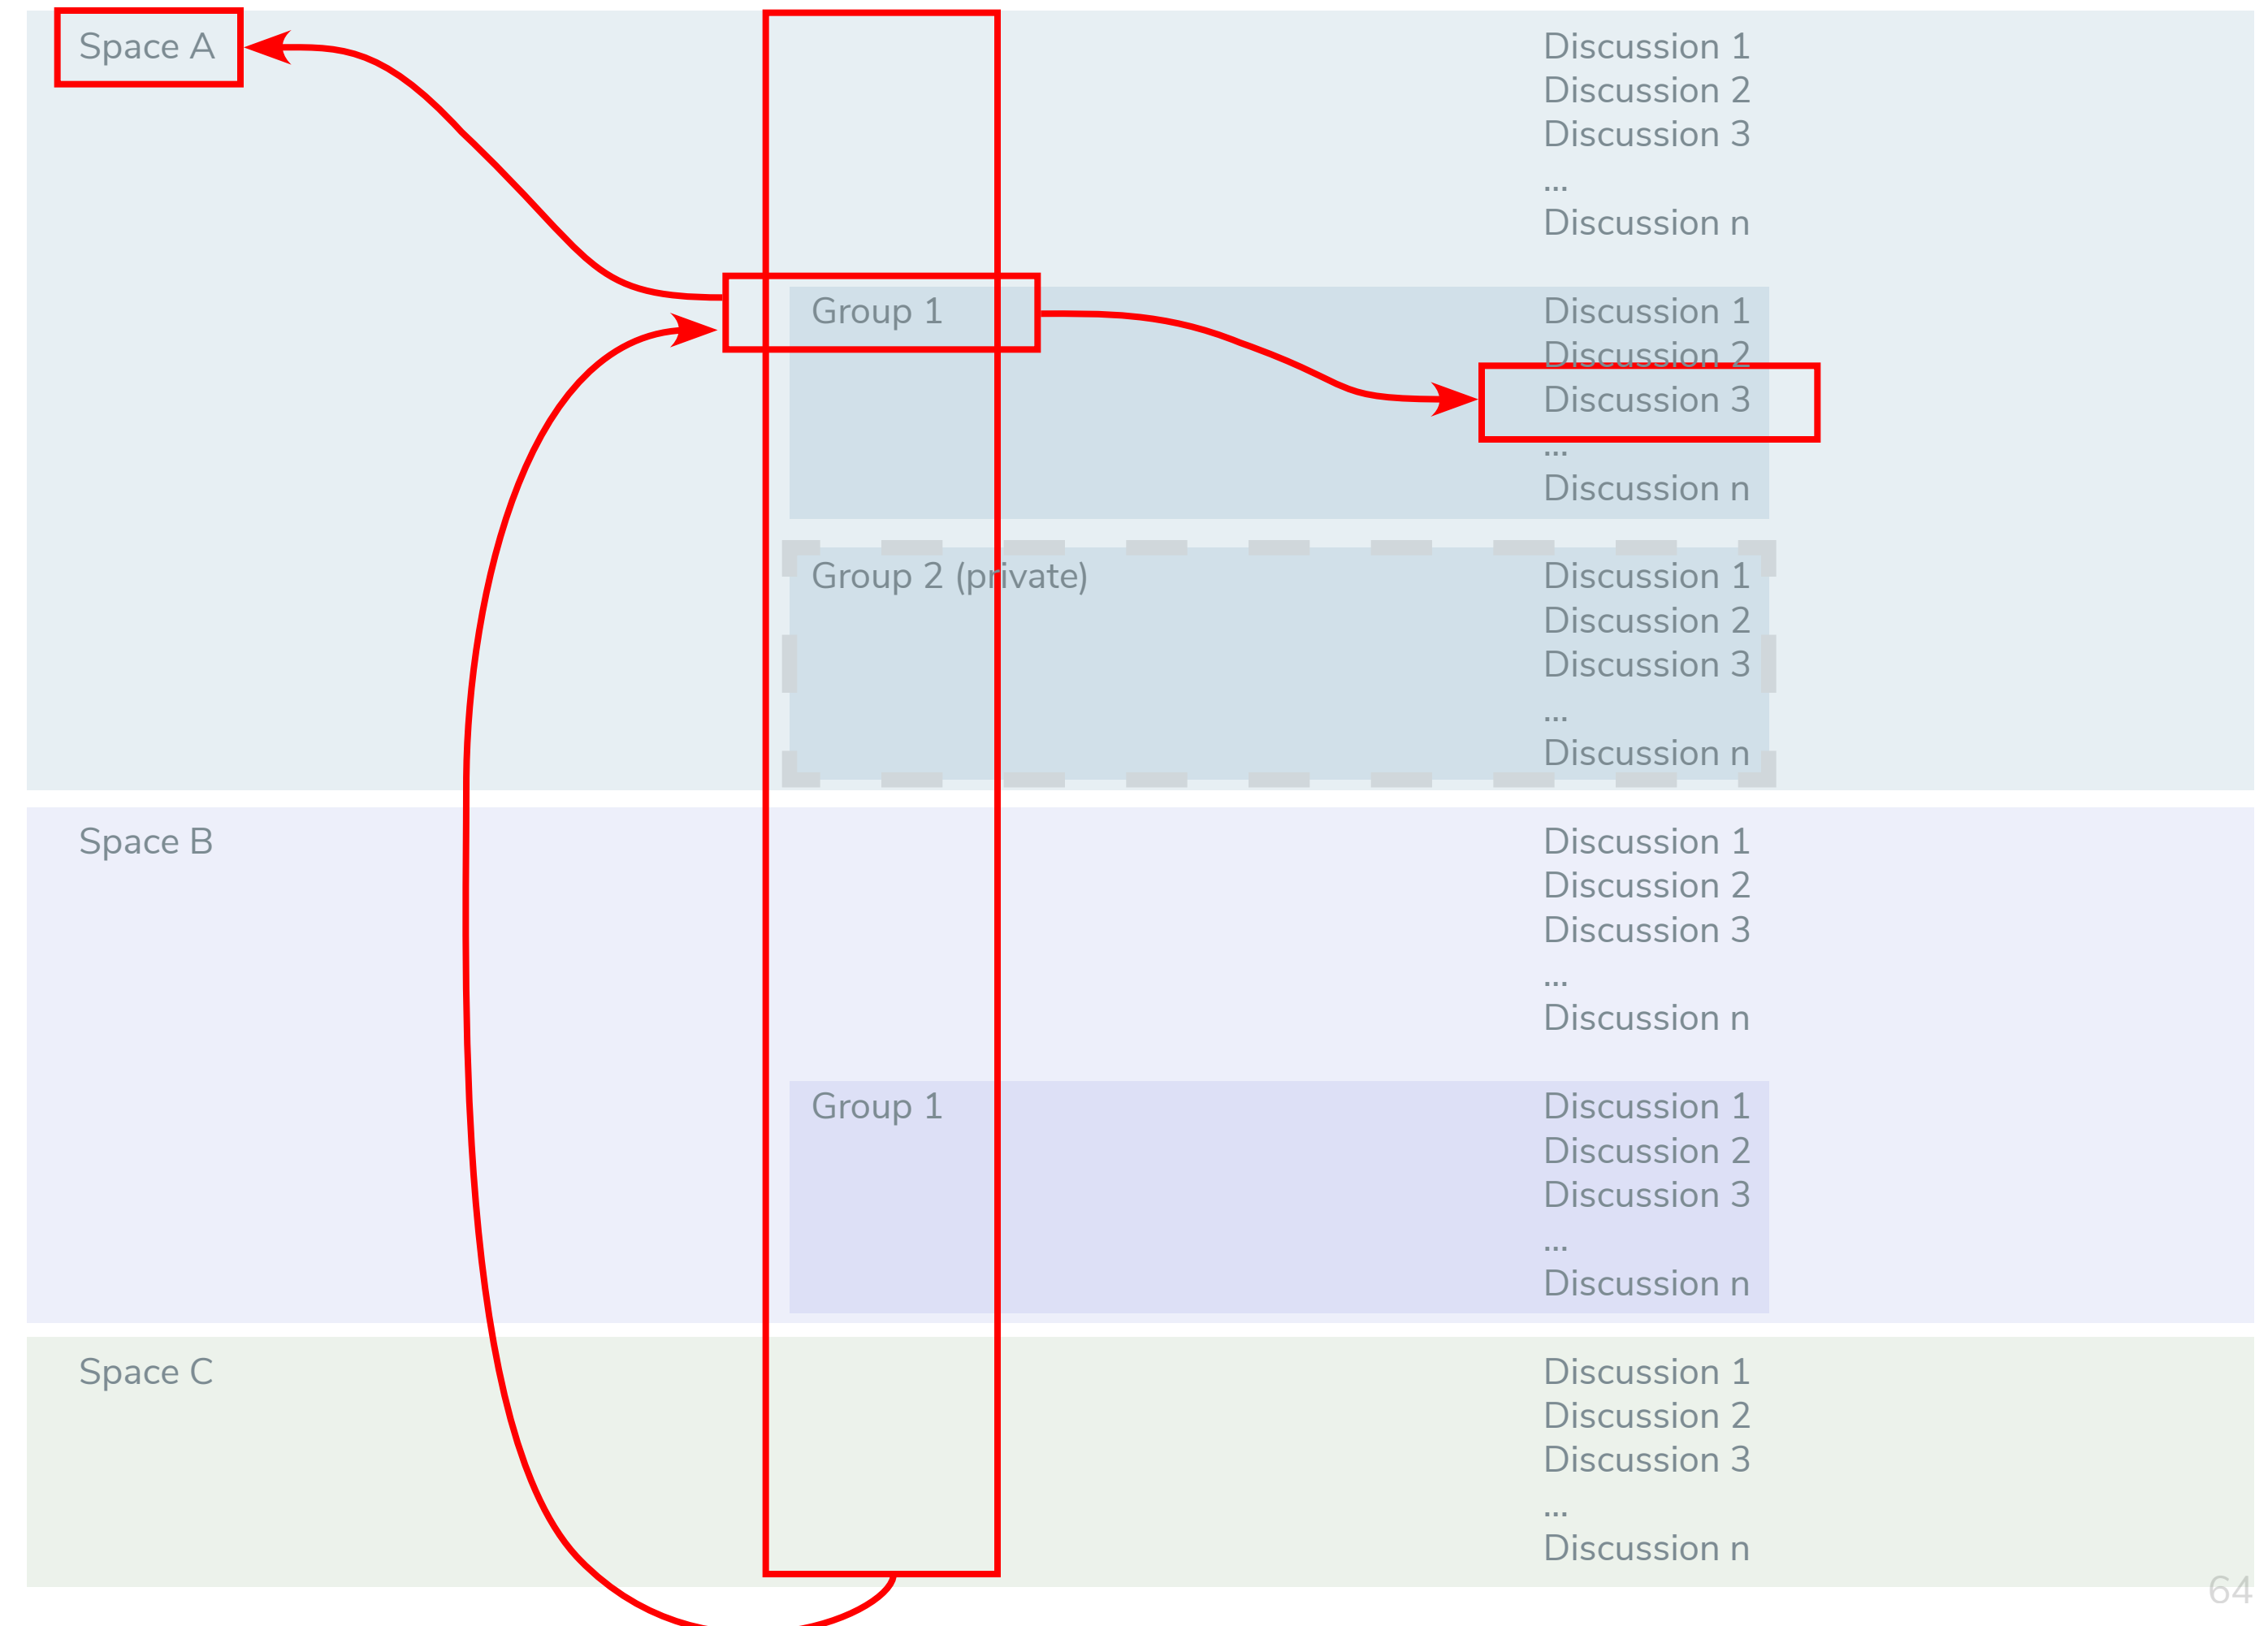 Space A
Discussion 1
Discussion 2
Discussion 3
...
Discussion n
Group 1
Discussion 1
Discussion 2
Discussion 3
...
Discussion n
Group 2 (private)
Discussion 1
Discussion 2
Discussion 3
...
Discussion n
Space B
Discussion 1
Discussion 2
Discussion 3
...
Discussion n
Group 1
Discussion 1
Discussion 2
Discussion 3
...
Discussion n
Space C
Discussion 1
Discussion 2
Discussion 3
...
Discussion n
64